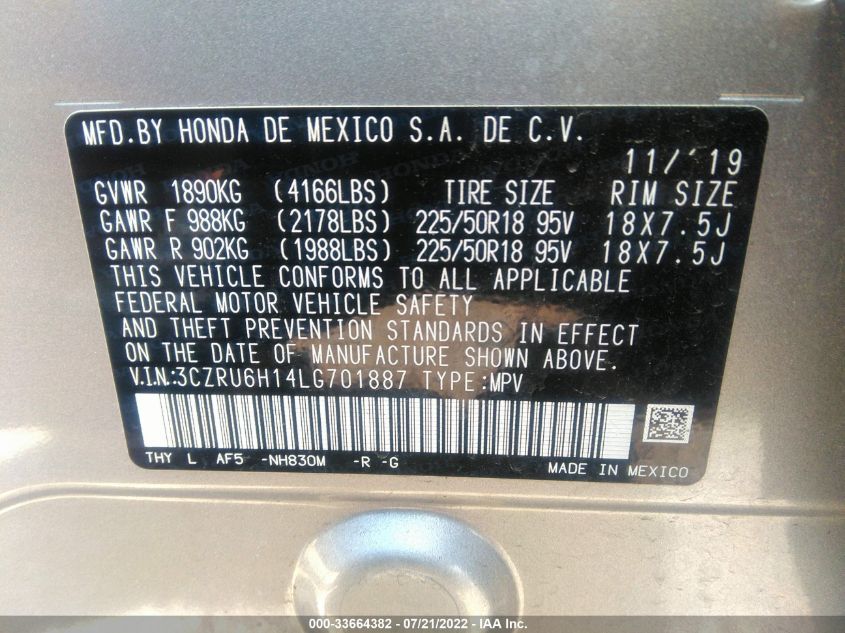 MFD.BY HONDA DE MEXICO S.A. DE C.V.
11/'19
GVWR 1890KG (4166LBS) TIRE SIZE RIM SIZE
GAWR F 988KG (2178LBS) 225/50R18 95V 18X7.5J
GAWR R 902KG (1988LBS) 225/50R18 95V 18X7.5J
THIS VEHICLE CONFORMS TO ALL APPLICABLE
FEDERAL MOTOR VEHICLE SAFETY
AND THEFT PREVENTION STANDARDS IN EFFECT
ON THE DATE OF MANUFACTURE SHOWN ABOVE.
V.I.N:3CZRU6H14LG701887 TYPE:MPV
THY L AF5 -NH830M -R -G
MADE IN MEXICO
000-33664382 / 07/21/2022 - IAA Inc.